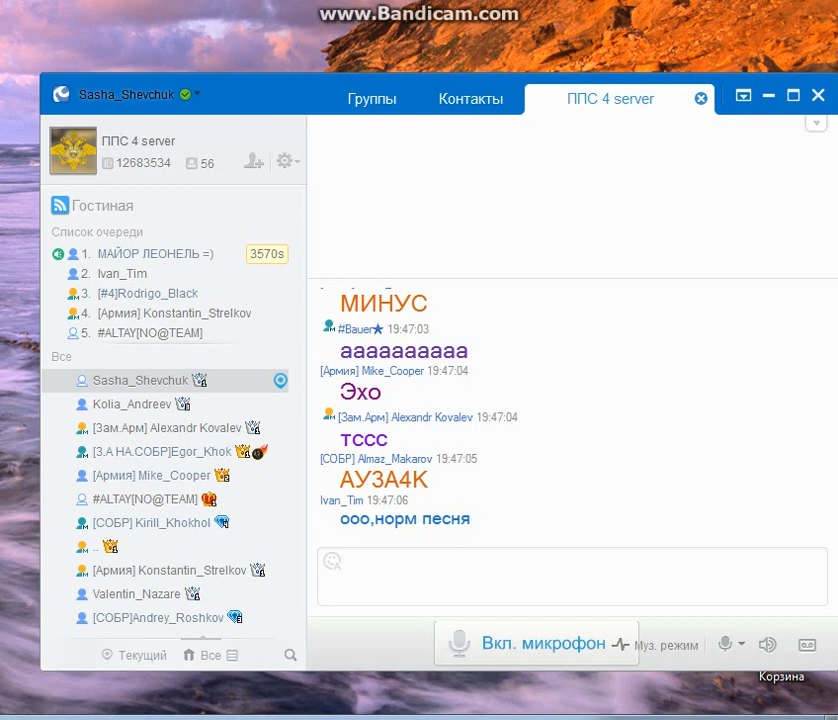 www.Bandicam.com
Sasha_Shevchuk
Группы
Контакты
ППС 4 server
ППС 4 server
12683534
56
Гостиная
Список очереди
1. МАЙОР ЛЕОНЕЛЬ =)
3570s
2. Ivan_Tim
3. [#4]Rodrigo_Black
4. [Армия] Konstantin_Strelkov
5. #ALTAY[NO@TEAM]
Все
Sasha_Shevchuk
Kolia_Andreev
[Зам.Арм] Alexandr Kovalev
[З.А НА.СОБР]Egor_Khok
[Армия] Mike_Cooper
#ALTAY[NO@TEAM]
[СОБР] Kirill_Khokhol
..
[Армия] Konstantin_Strelkov
Valentin_Nazare
[СОБР]Andrey_Roshkov
Текущий
Все
МИНУС
#Bauer★ 19:47:03
аааааааааа
[Армия] Mike_Cooper 19:47:04
Эхо
[Зам.Арм] Alexandr Kovalev 19:47:04
тссс
[СОБР] Almaz_Makarov 19:47:05
АУЗА4К
Ivan_Tim 19:47:06
ооо,норм песня
Вкл. микрофон
Муз. режим
Корзина